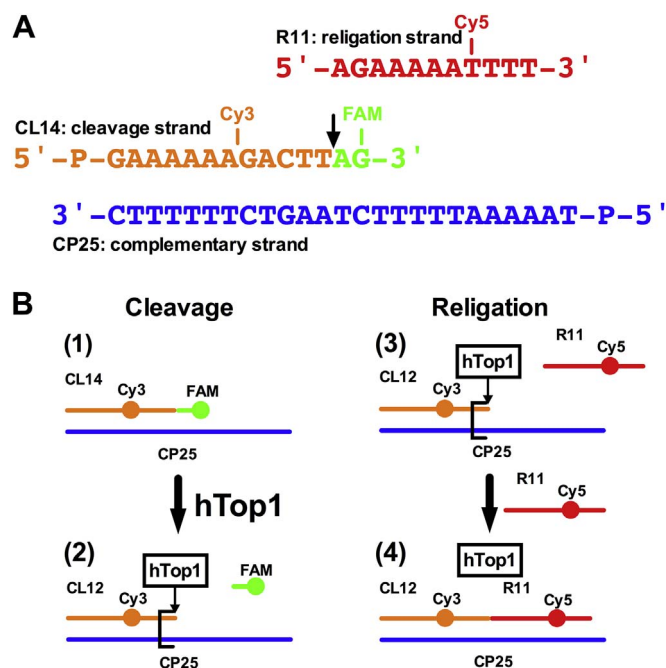 A
Cy5
R11: religation strand
5'-AGAAAAATTTT-3'
Cy3 FAM
CL14: cleavage strand
5'-P-GAAAAAAGACTTAG-3'
3'-CTTTTTTCTGAATCTTTTTAAAAAT-P-5'
CP25: complementary strand
B
Cleavage Religation
(1)
CL14
Cy3
FAM
CP25
hTop1
(2)
hTop1
FAM
CL12
Cy3
CP25
(3)
hTop1
R11
Cy5
CL12
Cy3
CP25
R11
Cy5
(4)
hTop1
CL12
R11
Cy3
Cy5
CP25